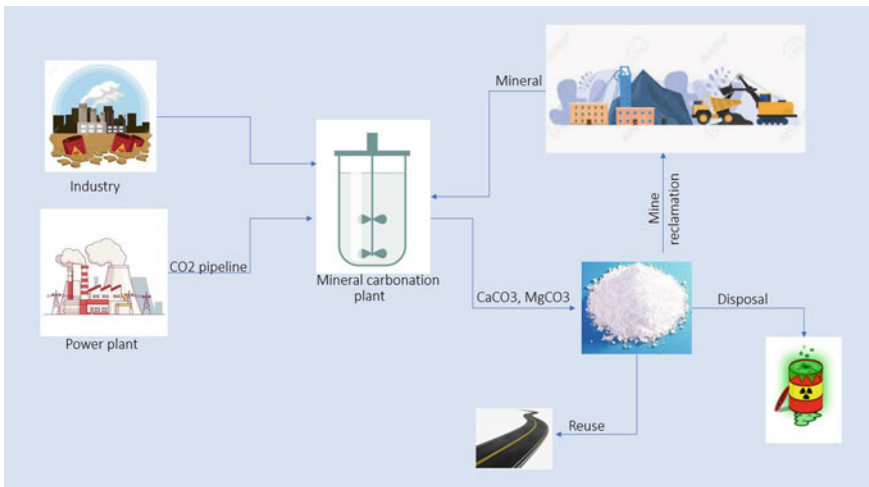 Mineral
Industry
Mine
reclamation
CO2 pipeline
Mineral carbonation
plant
CaCO3, MgCO3
Disposal
Power plant
Reuse